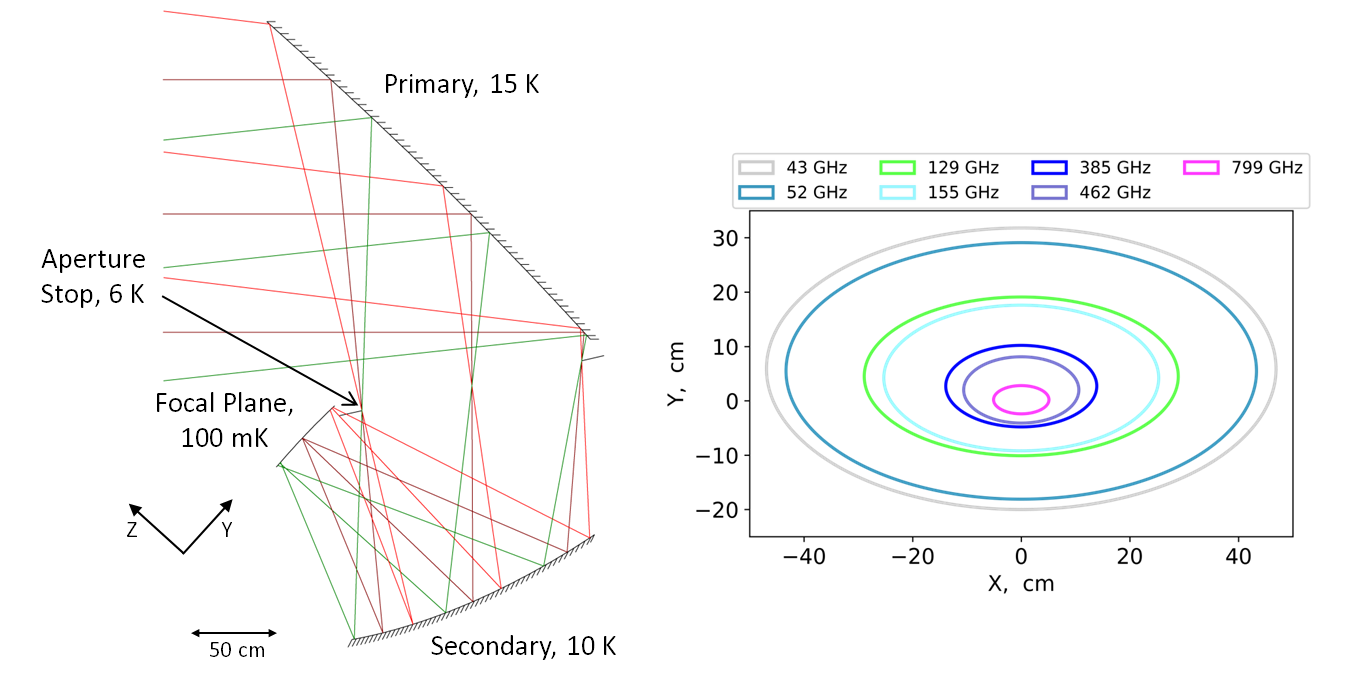 Primary, 15 K
Aperture
Stop, 6 K
Focal Plane,
100 mK
Z
Y
50 cm
Secondary, 10 K
43 GHz
129 GHz
385 GHz
799 GHz
52 GHz
155 GHz
462 GHz
30
20
10
0
−10
−20
Y, cm
−40
−20
0
20
40
X, cm